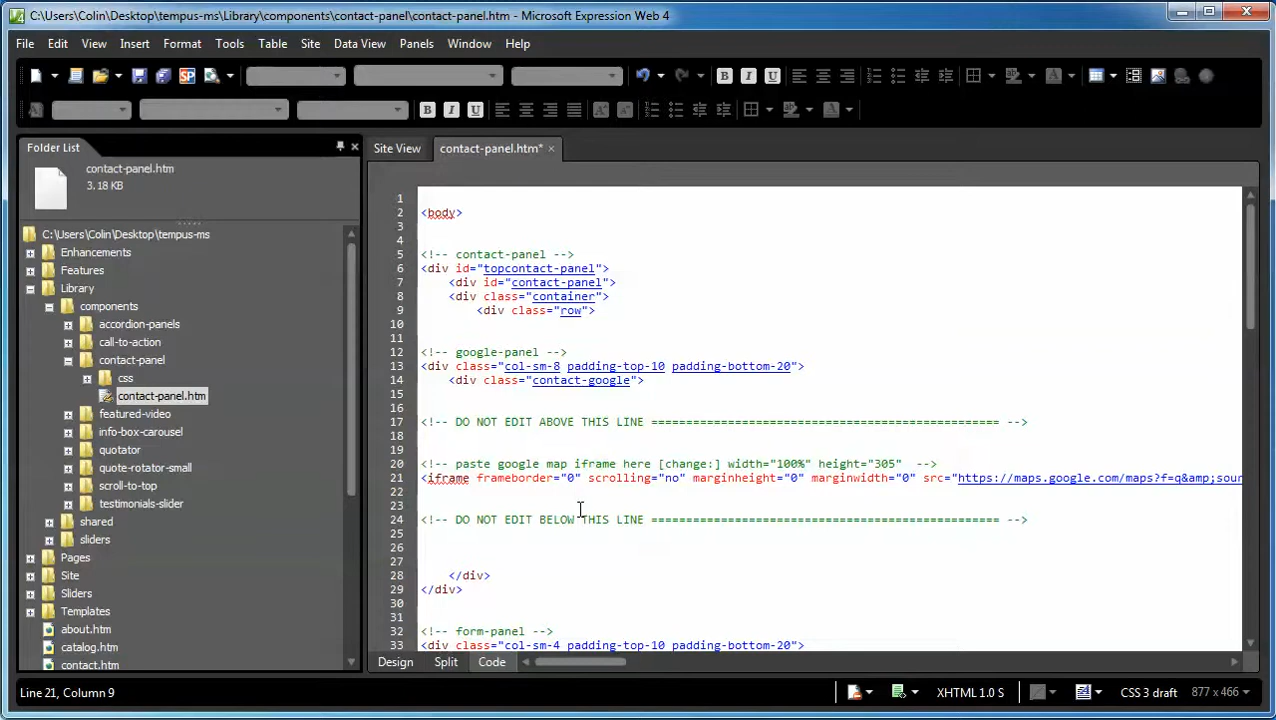 C:\Users\Colin\Desktop\tempus-ms\Library\components\contact-panel\contact-panel.htm - Microsoft Expression Web 4
File Edit View Insert Format Tools Table Site Data View Panels Window Help
B I U
B I U
Folder List
contact-panel.htm
3.18 KB
C:\Users\Colin\Desktop\tempus-ms
Enhancements
Features
Library
components
accordion-panels
call-to-action
contact-panel
css
contact-panel.htm
featured-video
info-box-carousel
quotator
quote-rotator-small
scroll-to-top
testimonials-slider
shared
sliders
Pages
Site
Sliders
Templates
about.htm
catalog.htm
contact.htm
Site View contact-panel.htm*
1
2 <body>
3
4
5 <!-- contact-panel -->
6 <div id="topcontact-panel">
7 <div id="contact-panel">
8 <div class="container">
9 <div class="row">
10
11
12 <!-- google-panel -->
13 <div class="col-sm-8 padding-top-10 padding-bottom-20">
14 <div class="contact-google">
15
16
17 <!-- DO NOT EDIT ABOVE THIS LINE ================================================== -->
18
19
20 <!-- paste google map iframe here [change:] width="100%" height="305" -->
21 <iframe frameborder="0" scrolling="no" marginheight="0" marginwidth="0" src="https://maps.google.com/maps?f=q&amp;sour
22
23
24 <!-- DO NOT EDIT BELOW THIS LINE ================================================== -->
25
26
27
28 </div>
29 </div>
30
31
32 <!-- form-panel -->
33 <div class="col-sm-4 padding-top-10 padding-bottom-20">
Design Split Code
Line 21, Column 9 XHTML 1.0 S CSS 3 draft 877 x 466